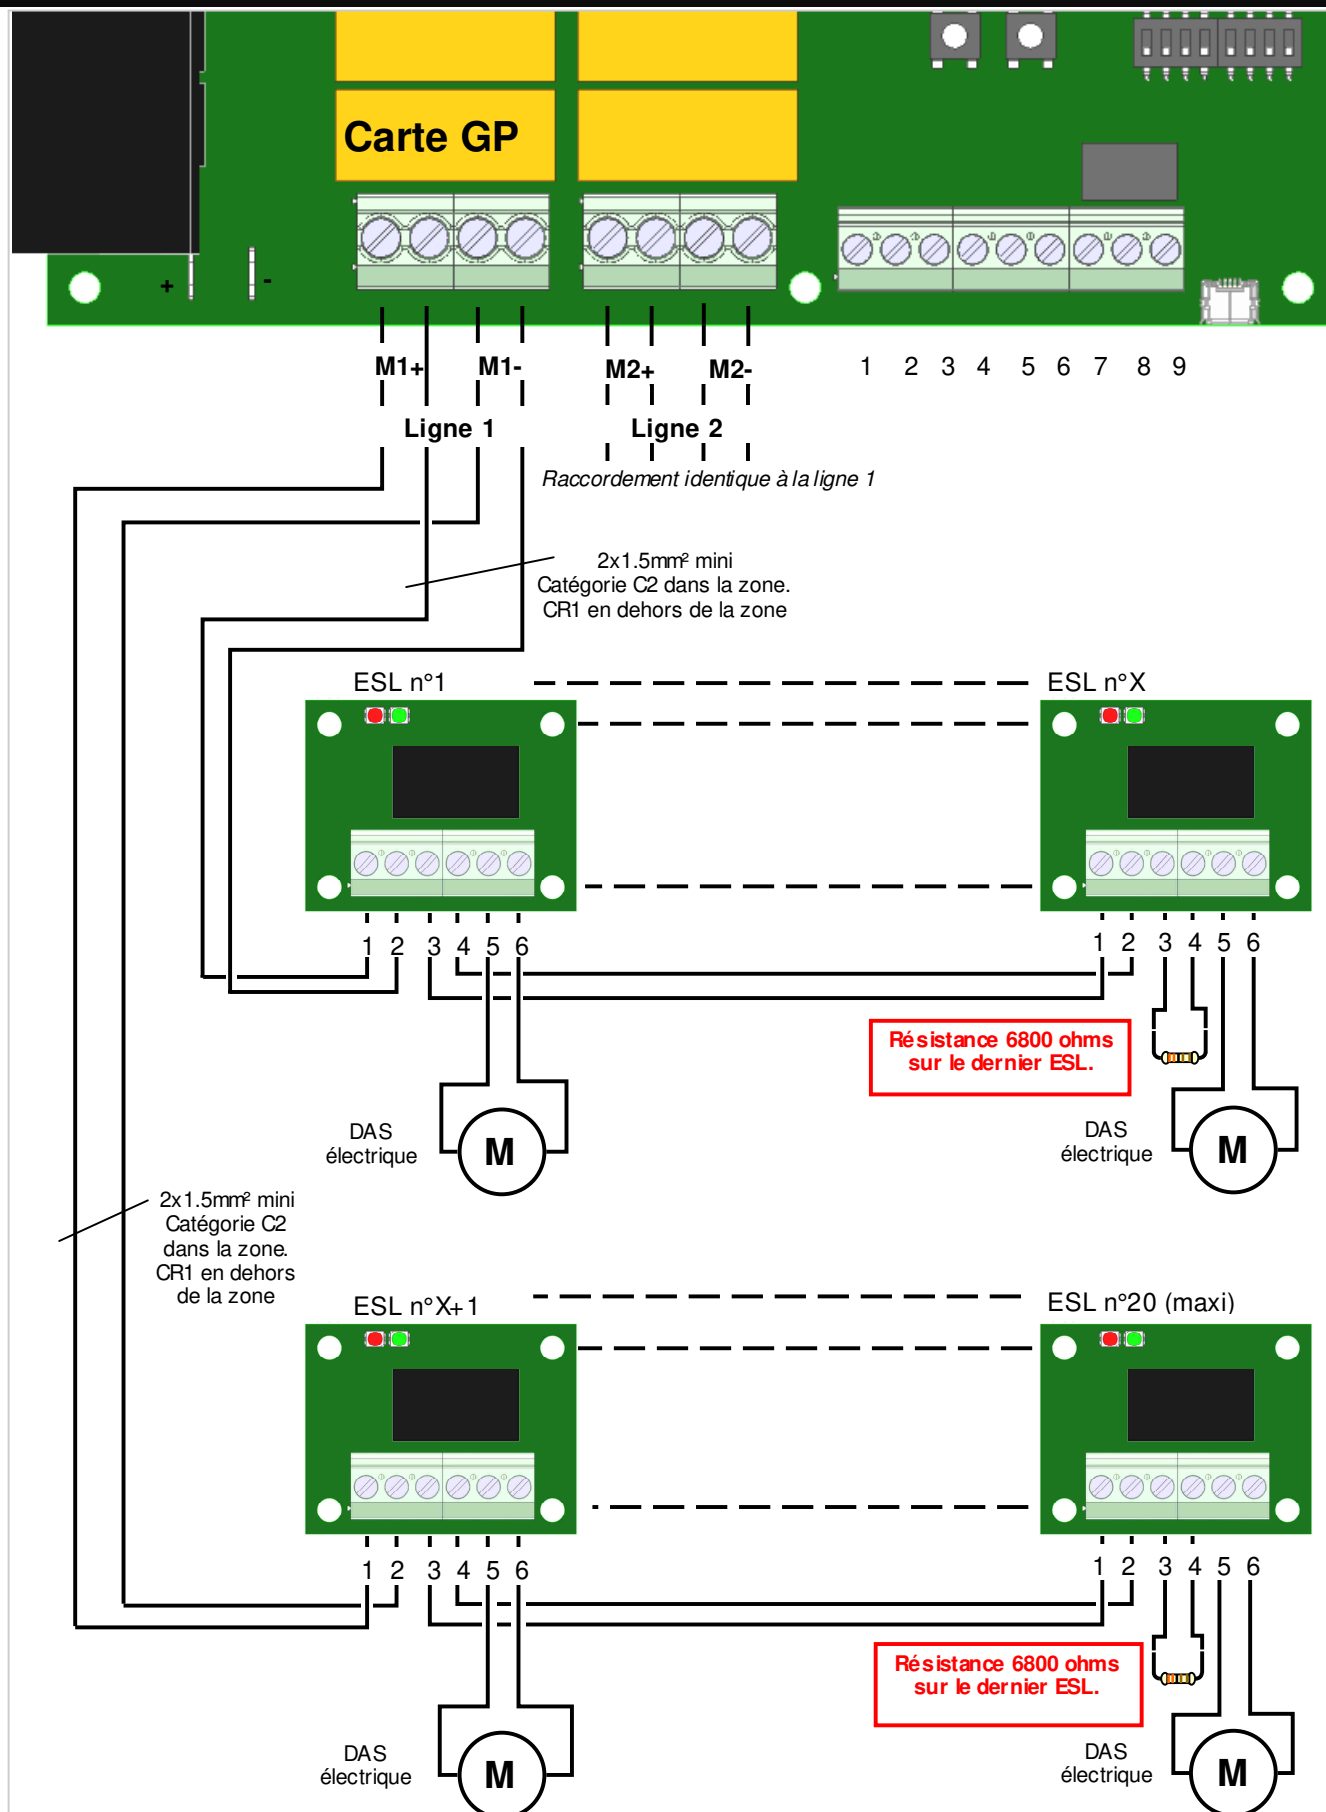 Carte GP
+ -
M1+ M1- M2+ M2- 1 2 3 4 5 6 7 8 9
Ligne 1 Ligne 2
Raccordement identique à la ligne 1
2x1.5mm² mini
Catégorie C2 dans la zone.
CR1 en dehors de la zone
ESL n°1 ESL n°X
1 2 3 4 5 6 1 2 3 4 5 6
Résistance 6800 ohms
sur le dernier ESL.
DAS
électrique
M
DAS
électrique
M
2x1.5mm² mini
Catégorie C2
dans la zone.
CR1 en dehors
de la zone
ESL n°X+1 ESL n°20 (maxi)
1 2 3 4 5 6 1 2 3 4 5 6
Résistance 6800 ohms
sur le dernier ESL.
DAS
électrique
M
DAS
électrique
M